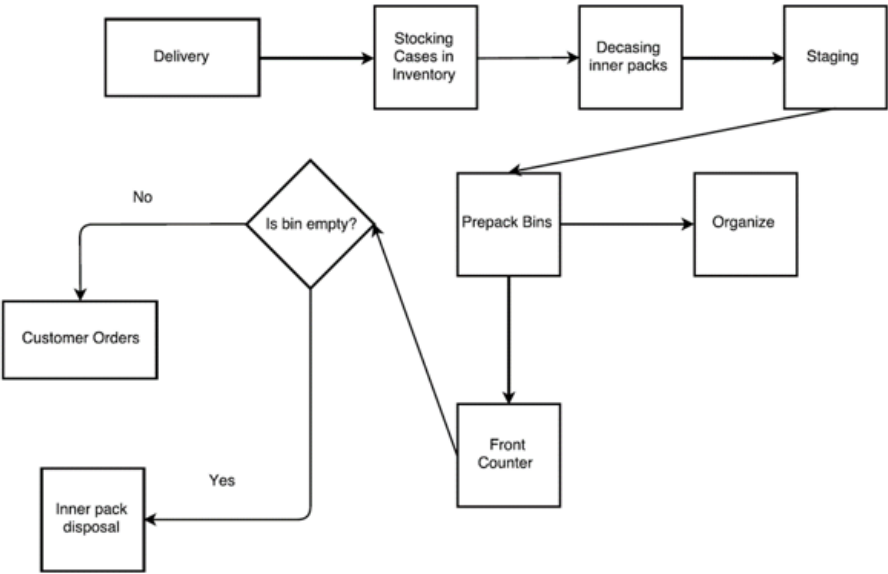 Delivery
Stocking
Cases in
Inventory
Decasing
inner packs
Staging
No
Is bin empty?
Prepack Bins
Organize
Customer Orders
Front
Counter
Yes
Inner pack
disposal